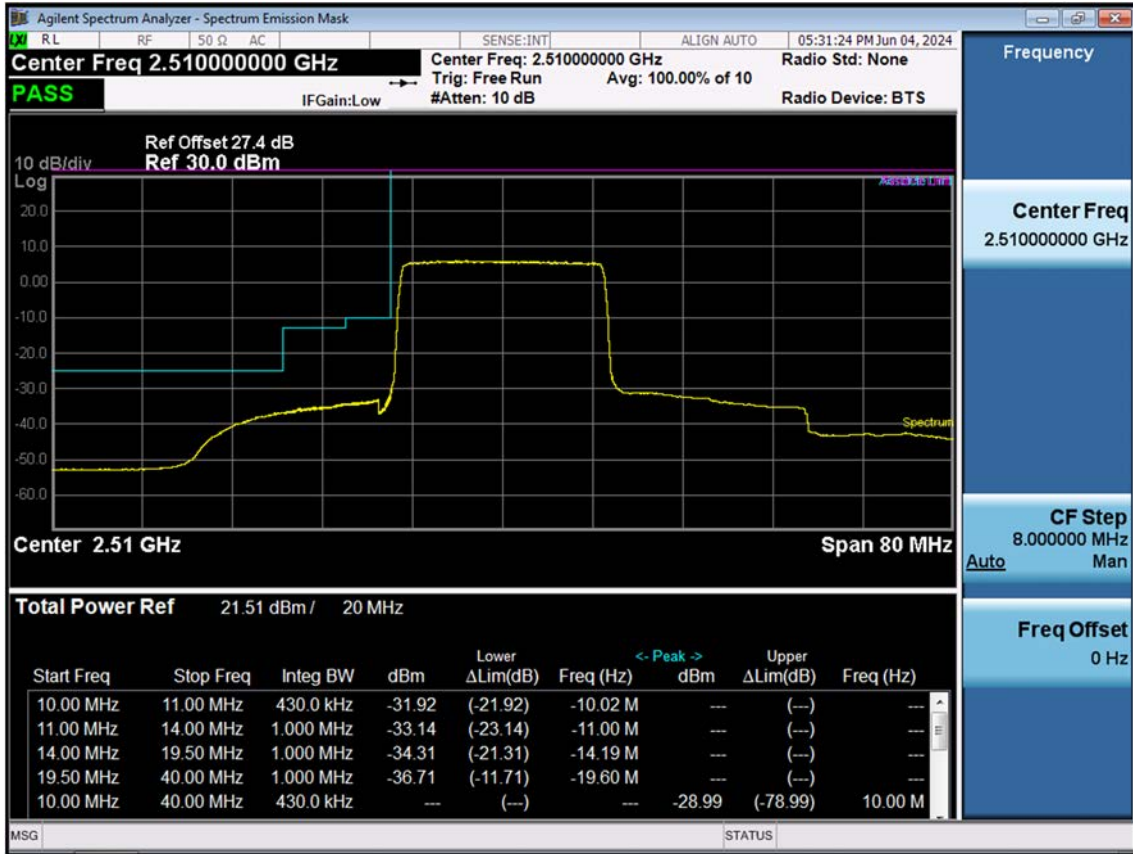 Agilent Spectrum Analyzer - Spectrum Emission Mask
LXI RL RF 50 Ω AC SENSE:INT ALIGN AUTO 05:31:24 PM Jun 04, 2024
Center Freq 2.510000000 GHz
PASS
IFGain:Low
Center Freq: 2.510000000 GHz
Trig: Free Run Avg: 100.00% of 10
#Atten: 10 dB
Radio Std: None
Radio Device: BTS
Ref Offset 27.4 dB
10 dB/div Ref 30.0 dBm
Log
20.0
10.0
0.00
-10.0
-20.0
-30.0
-40.0
-50.0
-60.0
Spectrum
Center 2.51 GHz Span 80 MHz
Total Power Ref 21.51 dBm / 20 MHz
Lower <- Peak -> Upper
Start Freq Stop Freq Integ BW dBm ΔLim(dB) Freq (Hz) dBm ΔLim(dB) Freq (Hz)
10.00 MHz 11.00 MHz 430.0 kHz -31.92 (-21.92) -10.02 M --- (---) ---
11.00 MHz 14.00 MHz 1.000 MHz -33.14 (-23.14) -11.00 M --- (---) ---
14.00 MHz 19.50 MHz 1.000 MHz -34.31 (-21.31) -14.19 M --- (---) ---
19.50 MHz 40.00 MHz 1.000 MHz -36.71 (-11.71) -19.60 M --- (---) ---
10.00 MHz 40.00 MHz 430.0 kHz --- (---) --- -28.99 (-78.99) 10.00 M
MSG STATUS
Frequency
Center Freq
2.510000000 GHz
CF Step
8.000000 MHz
Auto Man
Freq Offset
0 Hz